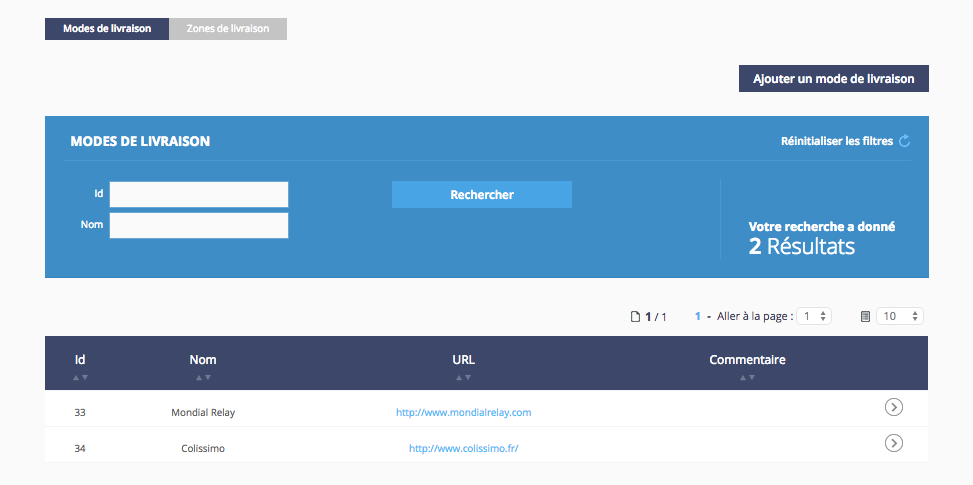 Modes de livraison Zones de livraison
Ajouter un mode de livraison
MODES DE LIVRAISON Réinitialiser les filtres
Id Rechercher
Nom
Votre recherche a donné
2 Résultats
1 / 1 1 - Aller à la page : 1 10
Id Nom URL Commentaire
33 Mondial Relay http://www.mondialrelay.com
34 Colissimo http://www.colissimo.fr/